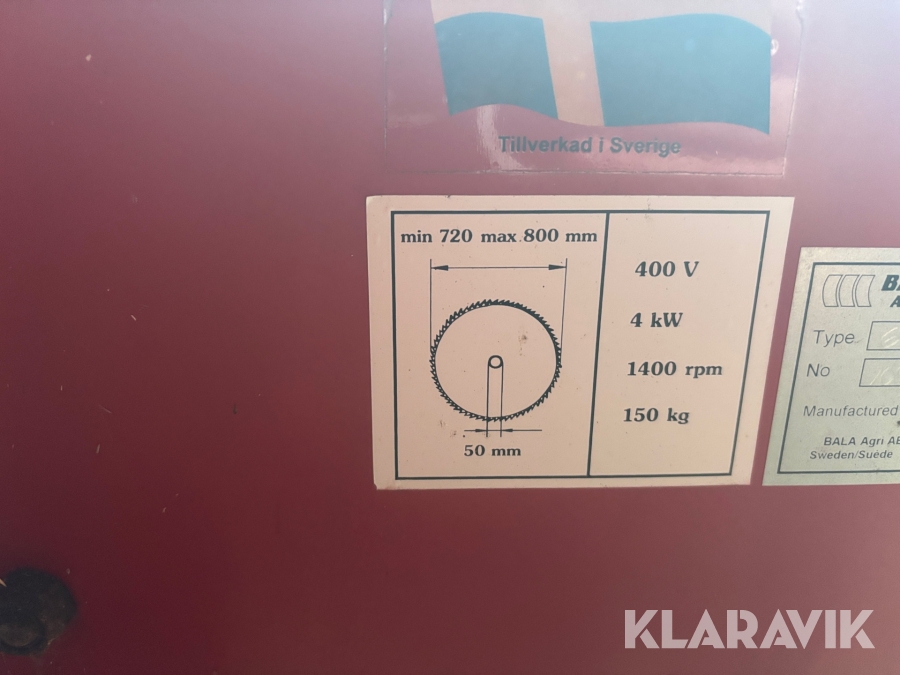 Tillverkad i Sverige
min 720 max 800 mm
50 mm
400 V
4 kW
1400 rpm
150 kg
Type
No
Manufactured
BALA Agri AB
Sweden/Suède
KLARAVIK